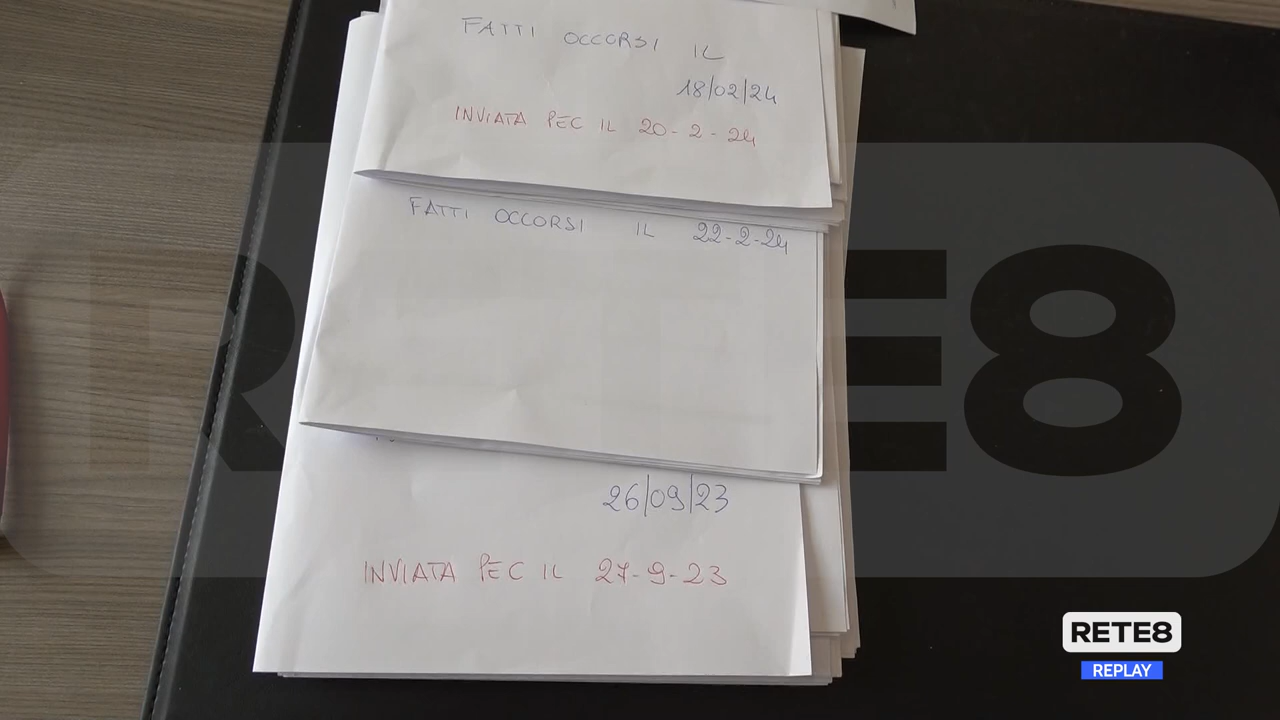 FATTI OCCORSI IL
18/02/24
INVIATA PEC IL 20-2-24
FATTI OCCORSI IL 22-2-24
26/09/23
INVIATA PEC IL 27-9-23
RETE8
RETE8
REPLAY